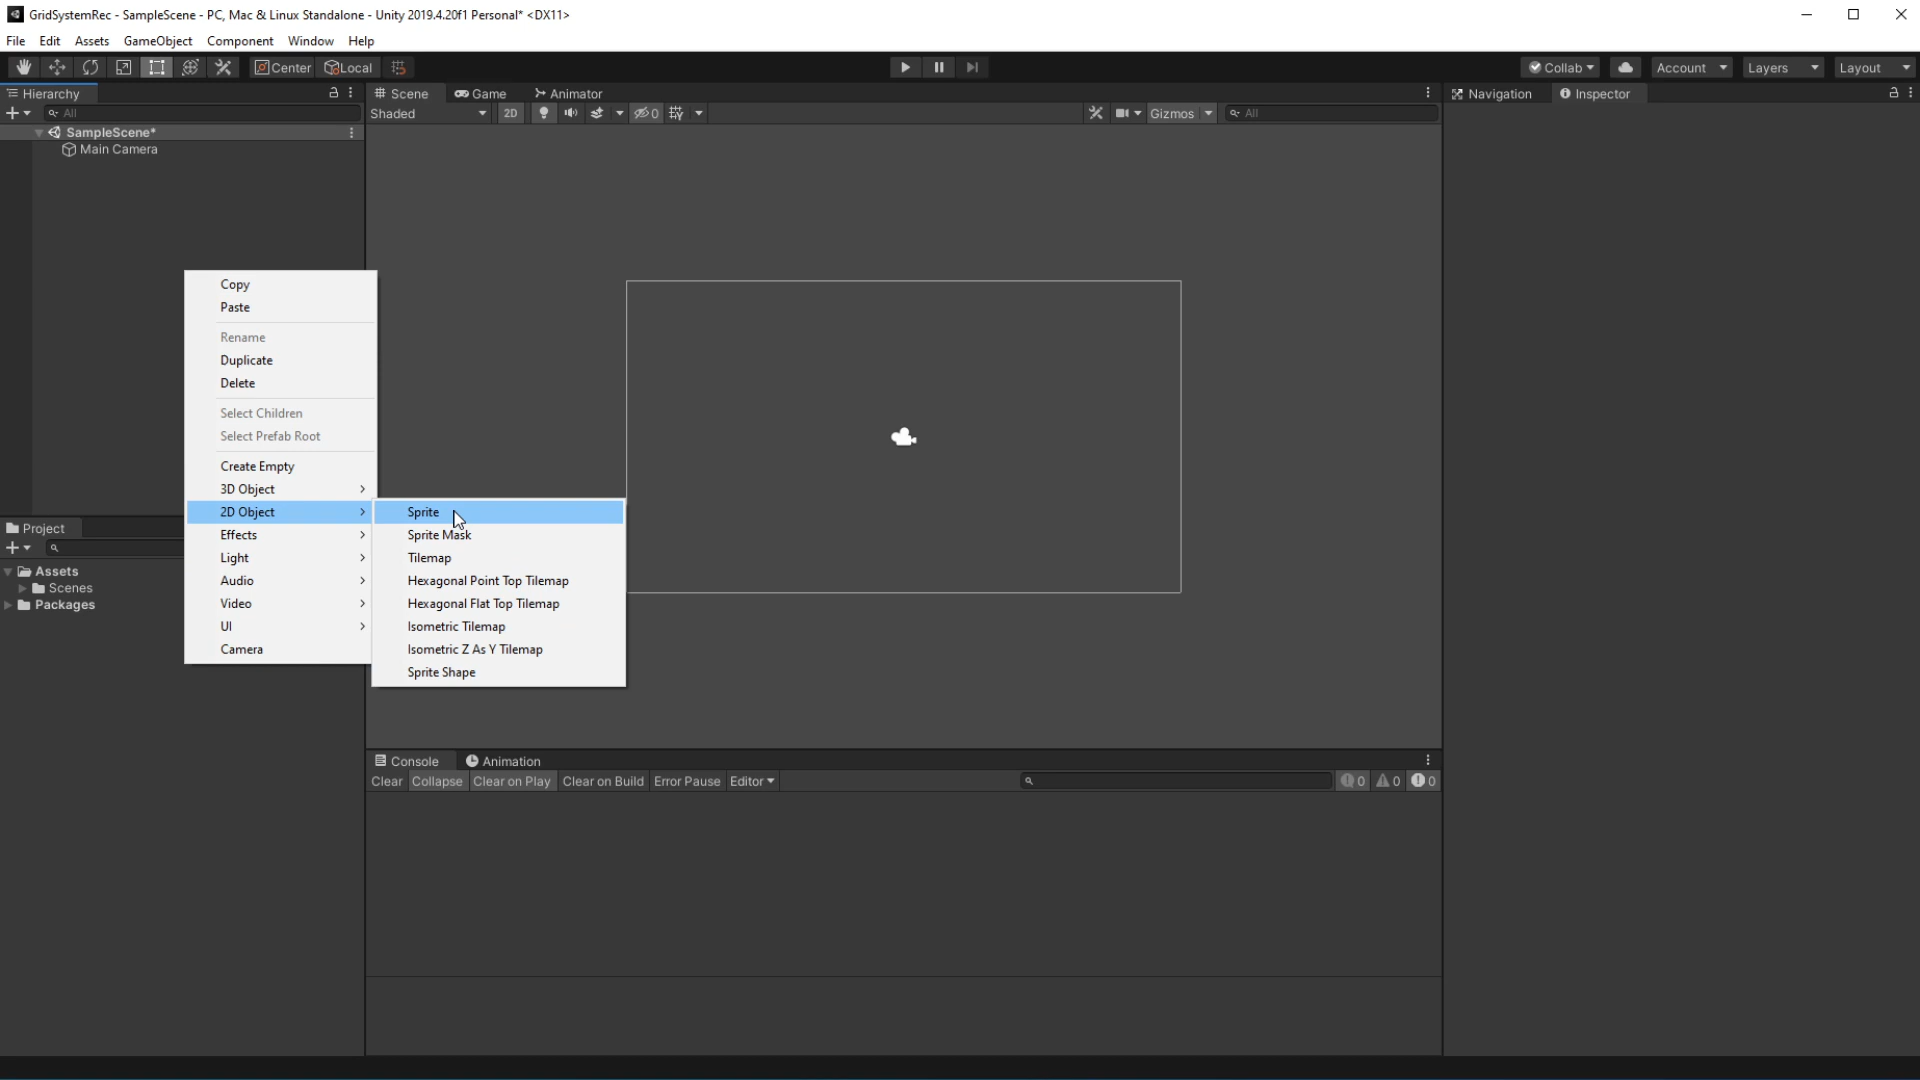 GridSystemRec - SampleScene - PC, Mac & Linux Standalone - Unity 2019.4.20f1 Personal* <DX11>
File Edit Assets GameObject Component Window Help
Center Local Collab Account Layers Layout
Hierarchy Scene Game Animator Navigation Inspector
All Shaded 2D 0 Gizmos All
SampleScene*
Main Camera
Copy
Paste
Rename
Duplicate
Delete
Select Children
Select Prefab Root
Create Empty
3D Object
2D Object
Effects
Light
Audio
Video
UI
Camera
Sprite
Sprite Mask
Tilemap
Hexagonal Point Top Tilemap
Hexagonal Flat Top Tilemap
Isometric Tilemap
Isometric Z As Y Tilemap
Sprite Shape
Project
Assets
Scenes
Packages
Console Animation
Clear Collapse Clear on Play Clear on Build Error Pause Editor 0 0 0